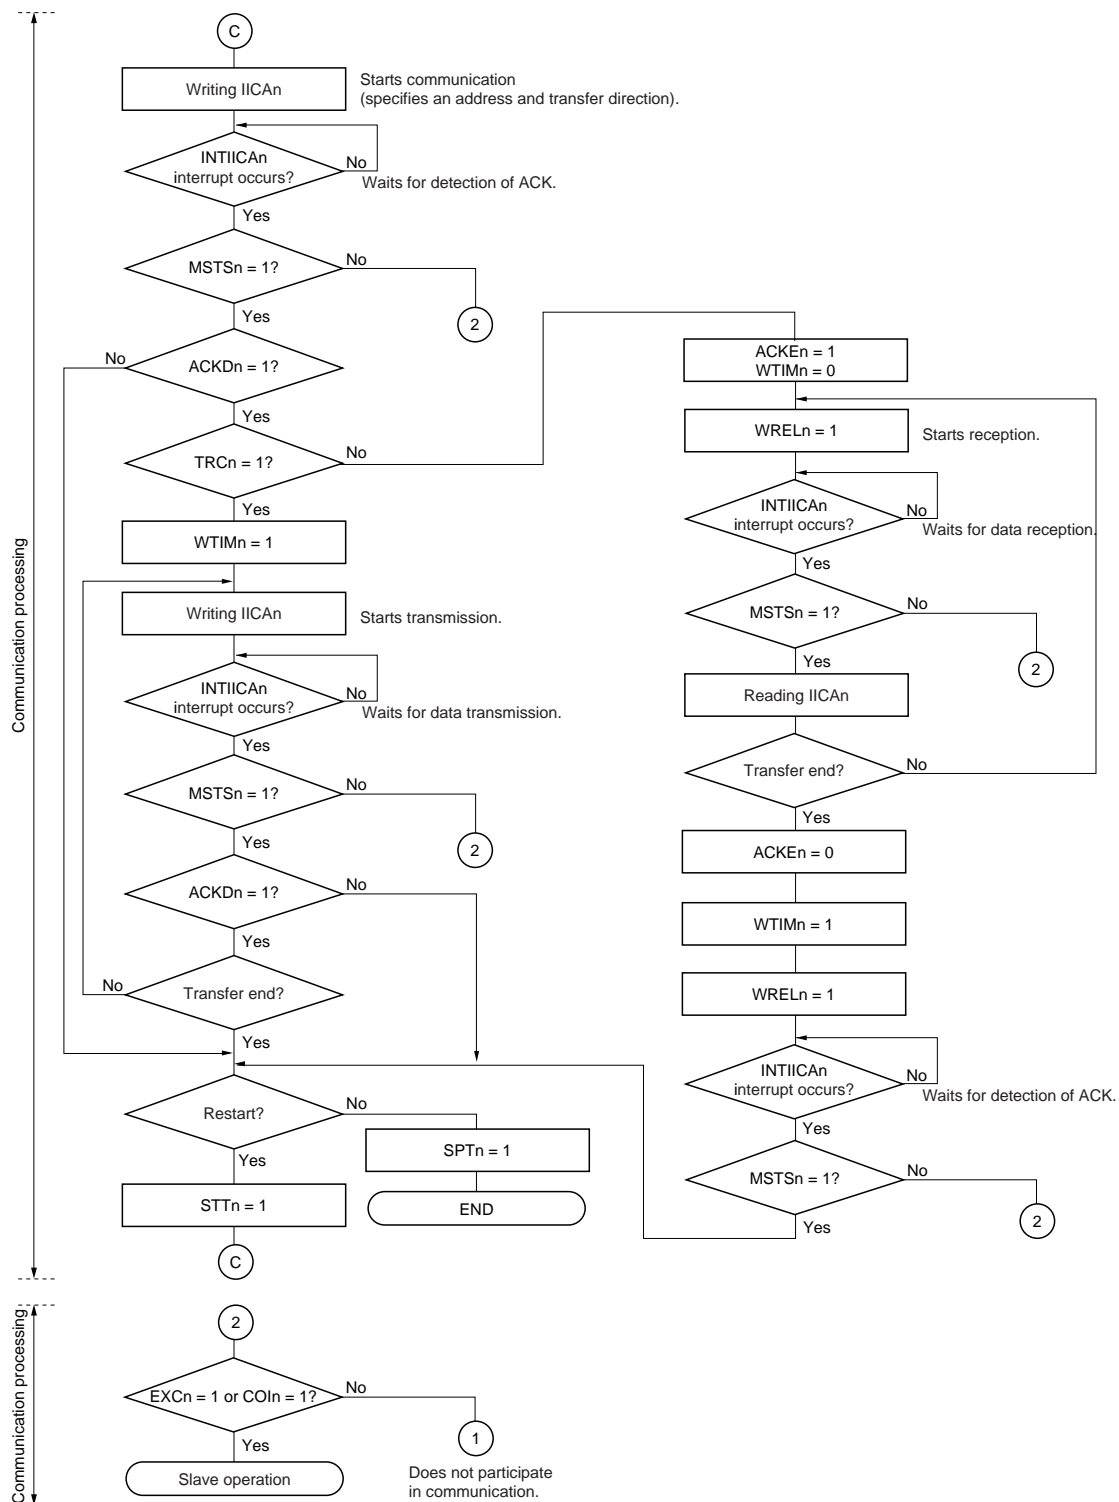 C
Writing IICAn
Starts communication
(specifies an address and transfer direction).
INTIICAn
interrupt occurs?
No
Waits for detection of ACK.
Yes
MSTSn = 1?
No
2
Yes
ACKDn = 1?
No
Yes
TRCn = 1?
No
Yes
WTIMn = 1
Writing IICAn
Starts transmission.
INTIICAn
interrupt occurs?
No
Waits for data transmission.
Yes
MSTSn = 1?
No
2
Yes
ACKDn = 1?
No
Yes
Transfer end?
No
Yes
Restart?
No
SPTn = 1
END
Yes
STTn = 1
C
ACKEn = 1
WTIMn = 0
WRELn = 1
Starts reception.
INTIICAn
interrupt occurs?
No
Waits for data reception.
Yes
MSTSn = 1?
No
2
Yes
Reading IICAn
Transfer end?
No
Yes
ACKEn = 0
WTIMn = 1
WRELn = 1
INTIICAn
interrupt occurs?
No
Waits for detection of ACK.
Yes
MSTSn = 1?
No
2
Yes
Communication processing
2
EXCn = 1 or COIn = 1?
No
1
Does not participate
in communication.
Yes
Slave operation
Communication processing